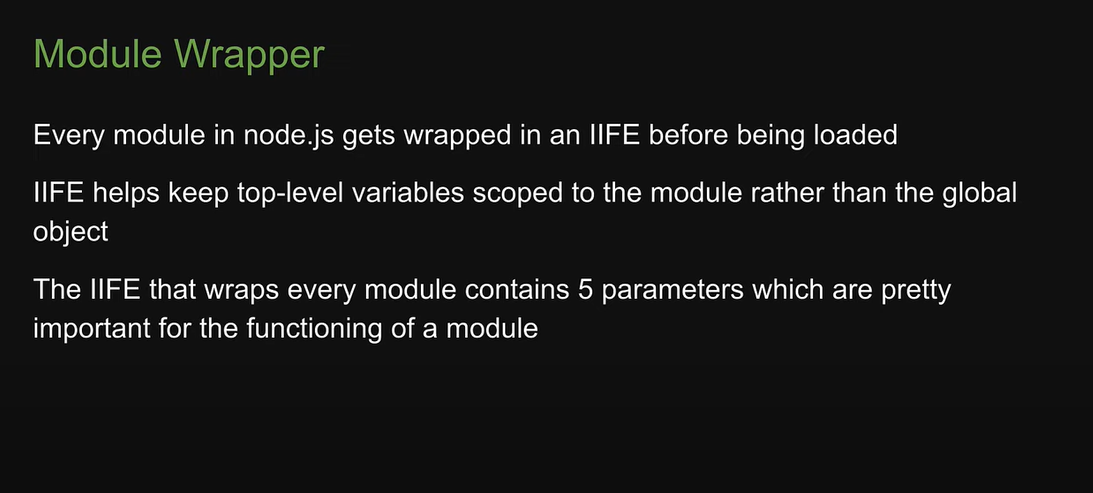 Module Wrapper
Every module in node.js gets wrapped in an IIFE before being loaded
IIFE helps keep top-level variables scoped to the module rather than the global
object
The IIFE that wraps every module contains 5 parameters which are pretty
important for the functioning of a module